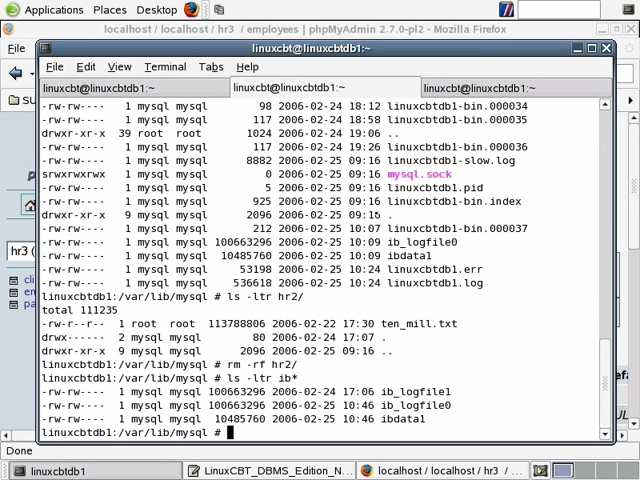 Applications Places Desktop
localhost / localhost / hr3 / employees | phpMyAdmin 2.7.0-pl2 - Mozilla Firefox
File
linuxcbt@linuxcbtdb1:~
File Edit View Terminal Tabs Help
linuxcbt@linuxcbtdb1:~ linuxcbt@linuxcbtdb1:~ linuxcbt@linuxcbtdb1:~
-rw-rw---- 1 mysql mysql 98 2006-02-24 18:12 linuxcbtdb1-bin.000034
-rw-rw---- 1 mysql mysql 117 2006-02-24 18:58 linuxcbtdb1-bin.000035
drwxr-xr-x 39 root root 1024 2006-02-24 19:06 ..
-rw-rw---- 1 mysql mysql 117 2006-02-24 19:26 linuxcbtdb1-bin.000036
-rw-rw---- 1 mysql mysql 8882 2006-02-25 09:16 linuxcbtdb1-slow.log
srwxrwxrwx 1 mysql mysql 0 2006-02-25 09:16 mysql.sock
-rw-rw---- 1 mysql mysql 5 2006-02-25 09:16 linuxcbtdb1.pid
-rw-rw---- 1 mysql mysql 925 2006-02-25 09:16 linuxcbtdb1-bin.index
drwxr-xr-x 9 mysql mysql 2096 2006-02-25 09:16 .
-rw-rw---- 1 mysql mysql 212 2006-02-25 10:07 linuxcbtdb1-bin.000037
-rw-rw---- 1 mysql mysql 100663296 2006-02-25 10:09 ib_logfile0
-rw-rw---- 1 mysql mysql 10485760 2006-02-25 10:09 ibdata1
-rw-rw---- 1 mysql mysql 53198 2006-02-25 10:24 linuxcbtdb1.err
-rw-rw---- 1 mysql mysql 536618 2006-02-25 10:24 linuxcbtdb1.log
linuxcbtdb1:/var/lib/mysql # ls -ltr hr2/
total 111235
-rw-r--r-- 1 root root 113788806 2006-02-22 17:30 ten_mill.txt
drwx------ 2 mysql mysql 80 2006-02-24 17:07 .
drwxr-xr-x 9 mysql mysql 2096 2006-02-25 09:16 ..
linuxcbtdb1:/var/lib/mysql # rm -rf hr2/
linuxcbtdb1:/var/lib/mysql # ls -ltr ib*
-rw-rw---- 1 mysql mysql 100663296 2006-02-24 17:06 ib_logfile1
-rw-rw---- 1 mysql mysql 100663296 2006-02-25 10:46 ib_logfile0
-rw-rw---- 1 mysql mysql 10485760 2006-02-25 10:46 ibdata1
linuxcbtdb1:/var/lib/mysql #
SU
hr3 (
cli
em
pa
Done
linuxcbtdb1 LinuxCBT_DBMS_Edition_N... localhost / localhost / hr3 / ...